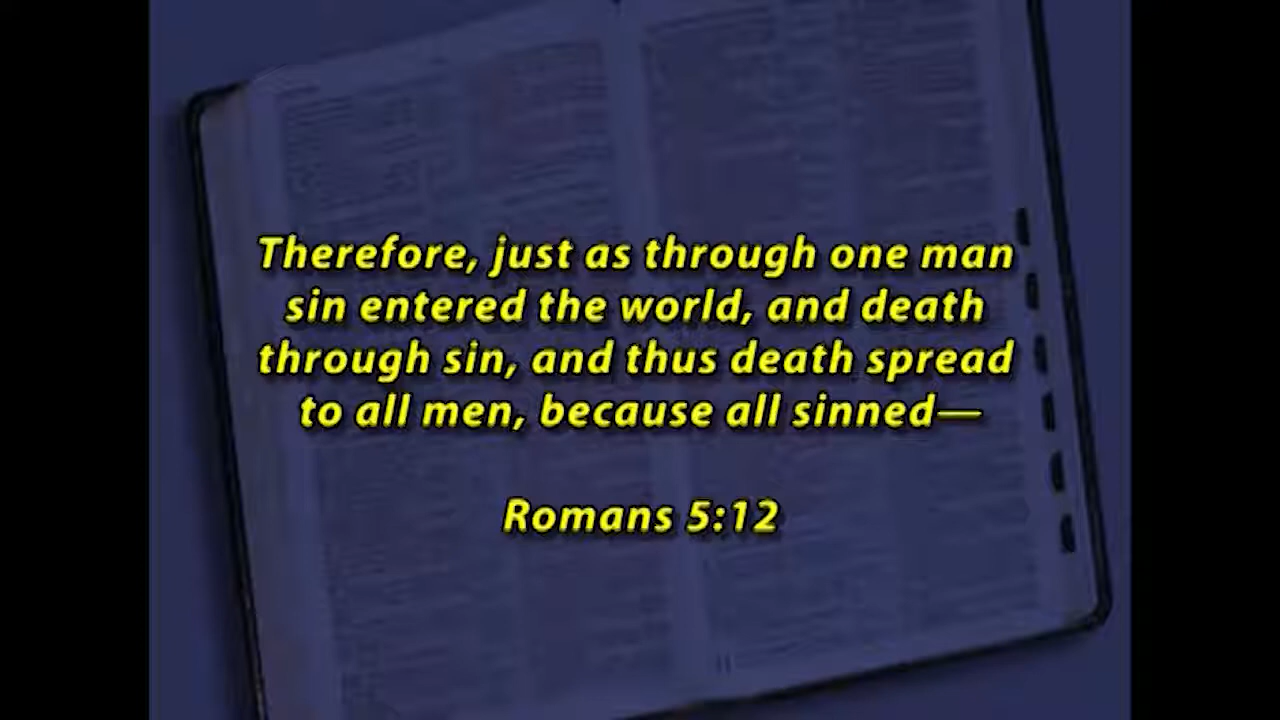 Therefore, just as through one man
sin entered the world, and death
through sin, and thus death spread
to all men, because all sinned—
Romans 5:12